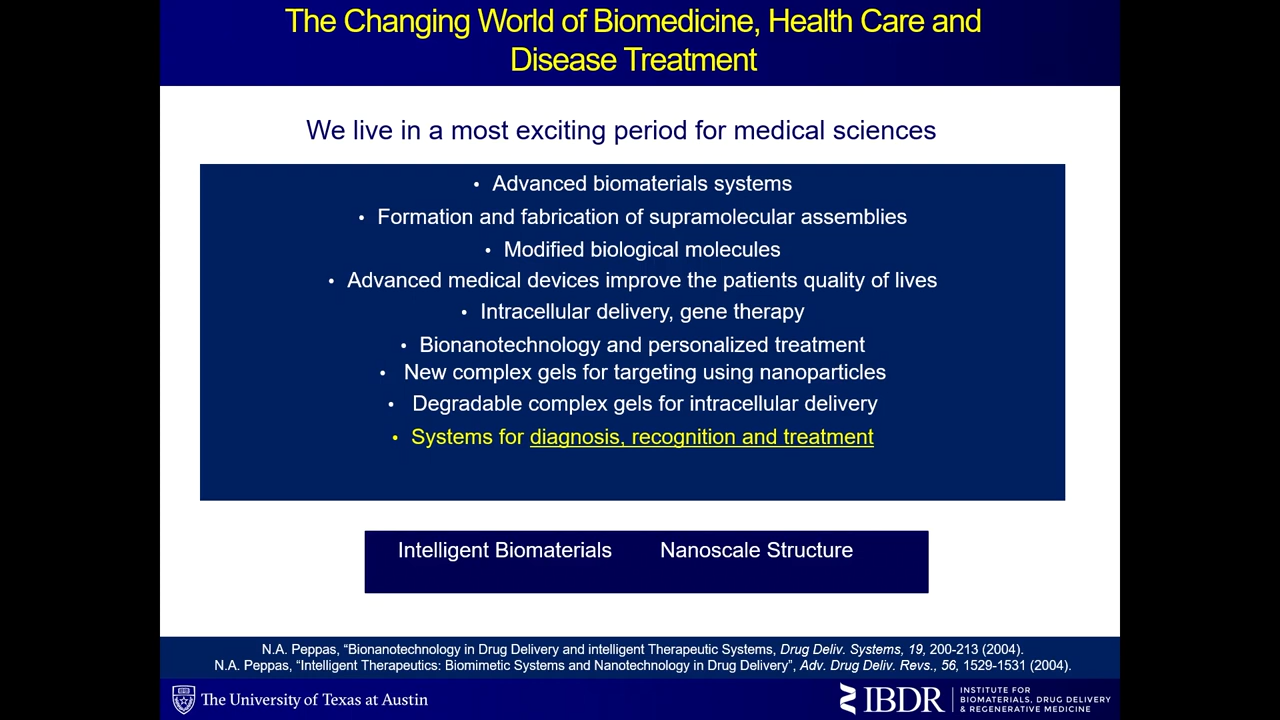 The Changing World of Biomedicine, Health Care and
Disease Treatment
We live in a most exciting period for medical sciences
• Advanced biomaterials systems
• Formation and fabrication of supramolecular assemblies
• Modified biological molecules
• Advanced medical devices improve the patients quality of lives
• Intracellular delivery, gene therapy
• Bionanotechnology and personalized treatment
• New complex gels for targeting using nanoparticles
• Degradable complex gels for intracellular delivery
• Systems for diagnosis, recognition and treatment
Intelligent Biomaterials Nanoscale Structure
N.A. Peppas, “Bionanotechnology in Drug Delivery and intelligent Therapeutic Systems, Drug Deliv. Systems, 19, 200-213 (2004).
N.A. Peppas, “Intelligent Therapeutics: Biomimetic Systems and Nanotechnology in Drug Delivery”, Adv. Drug Deliv. Revs., 56, 1529-1531 (2004).
The University of Texas at Austin
IBDR
INSTITUTE FOR
BIOMATERIALS, DRUG DELIVERY
& REGENERATIVE MEDICINE